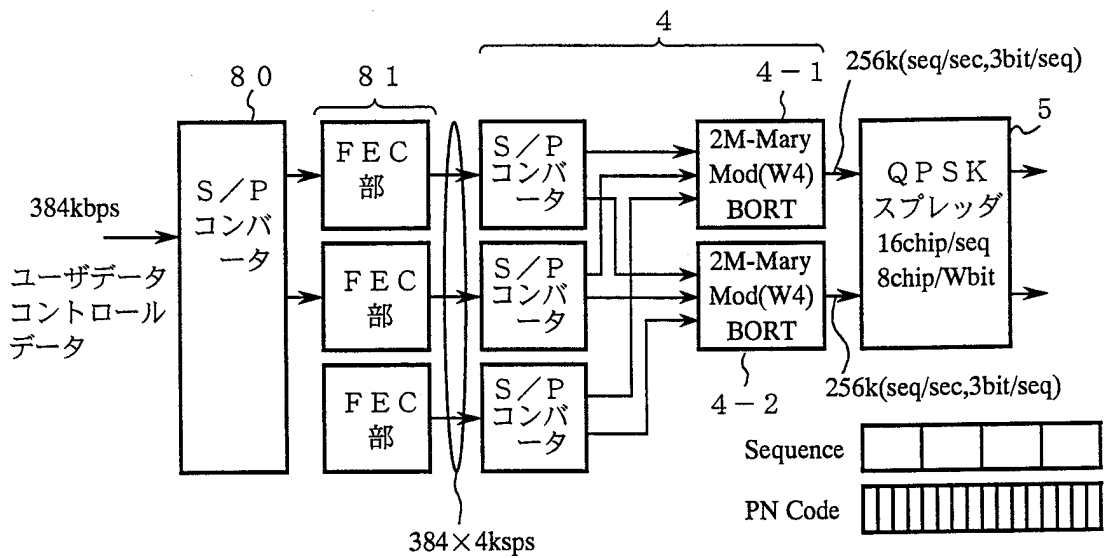 4
80
81
4-1
256k(seq/sec,3bit/seq)
5
384kbps
ユーザデータ
コントロール
データ
S/P
コンバ
ータ
FEC
部
FEC
部
FEC
部
S/P
コンバ
ータ
S/P
コンバ
ータ
S/P
コンバ
ータ
2M-Mary
Mod(W4)
BORT
2M-Mary
Mod(W4)
BORT
QPSK
スプレッダ
16chip/seq
8chip/Wbit
4-2
256k(seq/sec,3bit/seq)
384×4ksps
Sequence
PN Code